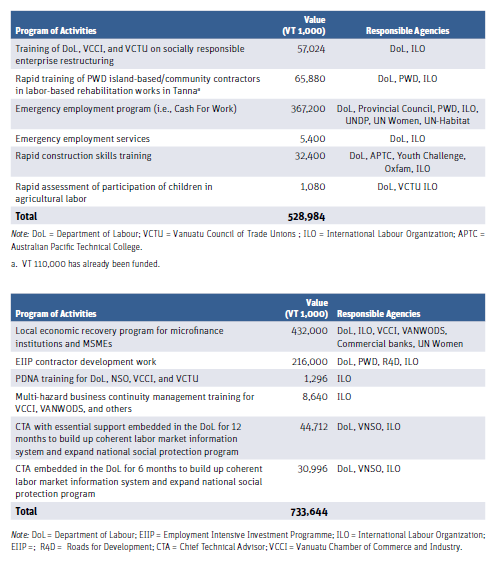 Program of Activities Value (VT 1,000) Responsible Agencies
Training of DoL, VCCI, and VCTU on socially responsible enterprise restructuring 57,024 DoL, ILO
Rapid training of PWD island-based/community contractors in labor-based rehabilitation works in Tannaª 65,880 DoL, PWD, ILO
Emergency employment program (i.e., Cash For Work) 367,200 DoL, Provincial Council, PWD, ILO, UNDP, UN Women, UN-Habitat
Emergency employment services 5,400 DoL, ILO
Rapid construction skills training 32,400 DoL, APTC, Youth Challenge, Oxfam, ILO
Rapid assessment of participation of children in agricultural labor 1,080 DoL, VCTU ILO
Total 528,984
Note: DoL = Department of Labour; VCTU = Vanuatu Council of Trade Unions ; ILO = International Labour Organization; APTC =
Australian Pacific Technical College.
a. VT 110,000 has already been funded.
Program of Activities Value (VT 1,000) Responsible Agencies
Local economic recovery program for microfinance institutions and MSMEs 432,000 DoL, ILO, VCCI, VANWODS, Commercial banks, UN Women
EIIP contractor development work 216,000 DoL, PWD, R4D, ILO
PDNA training for DoL, NSO, VCCI, and VCTU 1,296 ILO
Multi-hazard business continuity management training for VCCI, VANWODS, and others 8,640 ILO
CTA with essential support embedded in the DoL for 12 months to build up coherent labor market information system and expand national social protection program 44,712 DoL, VNSO, ILO
CTA embedded in the DoL for 6 months to build up coherent labor market information system and expand national social protection program 30,996 DoL, VNSO, ILO
Total 733,644
Note: DoL = Department of Labour; EIIP = Employment Intensive Investment Programme; ILO = International Labour Organization;
EIIP =; R4D = Roads for Development; CTA = Chief Technical Advisor; VCCI = Vanuatu Chamber of Commerce and Industry.